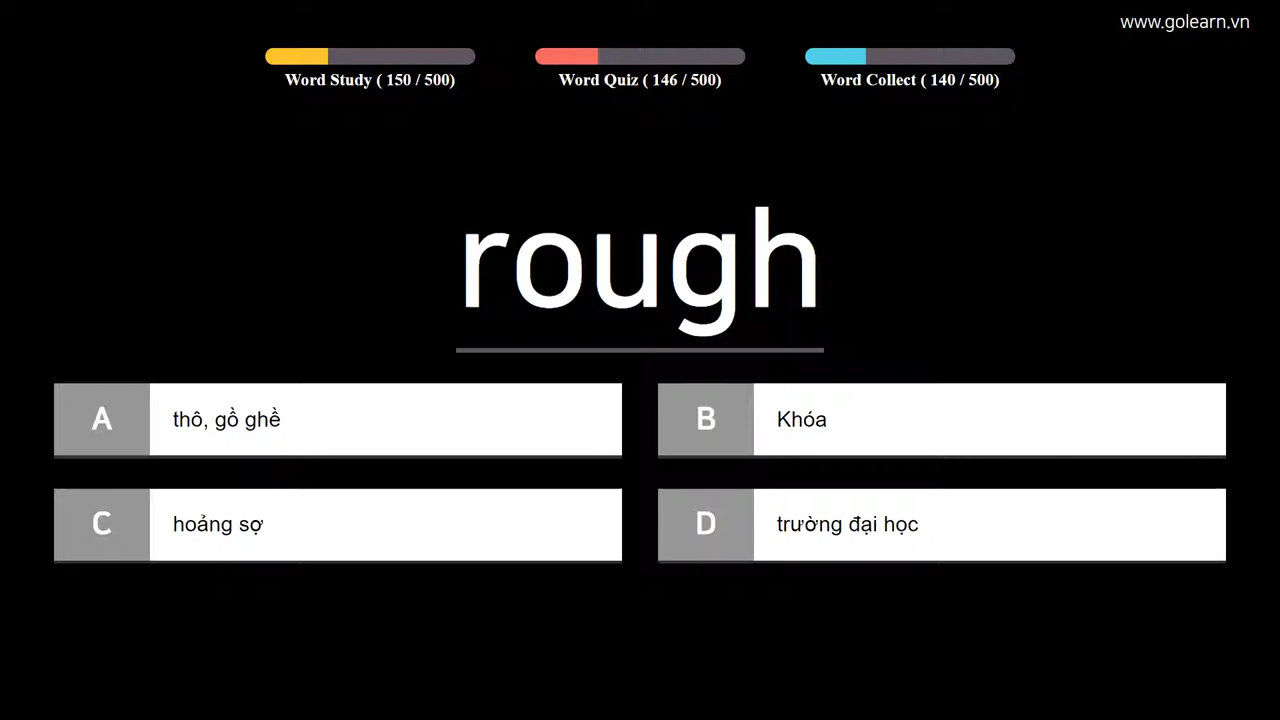 www.golearn.vn
Word Study ( 150 / 500)
Word Quiz ( 146 / 500)
Word Collect ( 140 / 500)
rough
A thô, gồ ghề
B Khóa
C hoảng sợ
D trường đại học